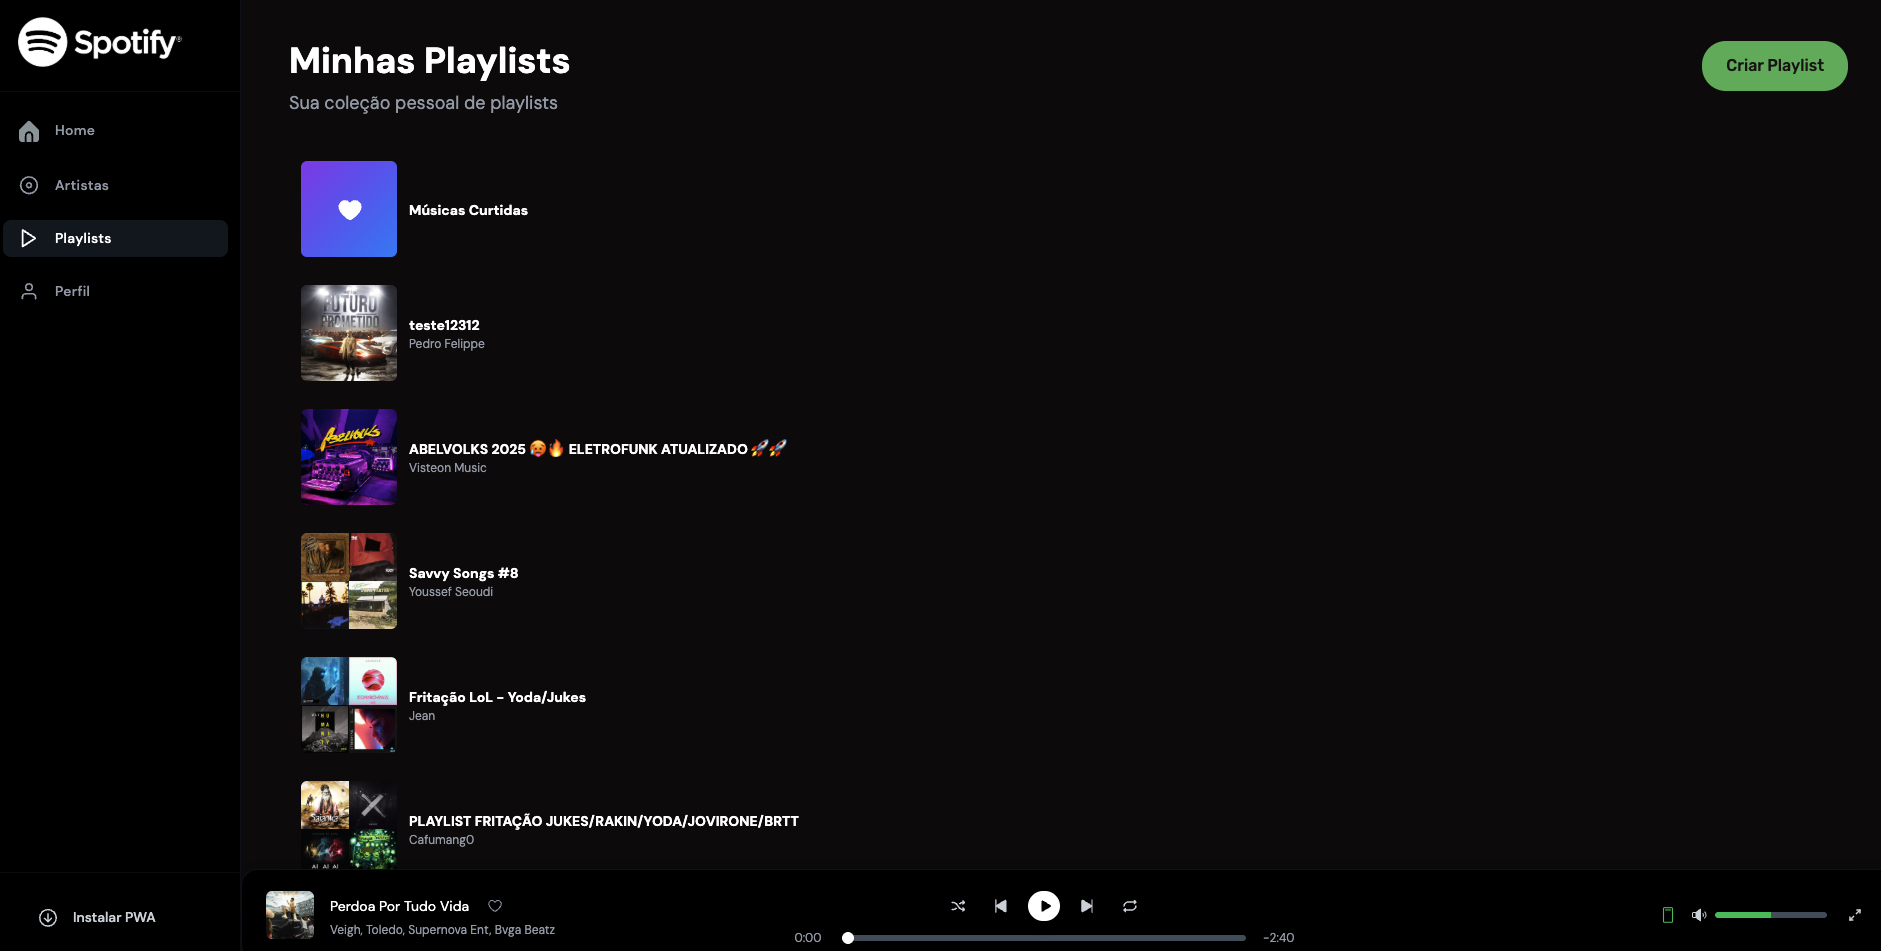 Spotify®
Home
Artistas
Playlists
Perfil
Instalar PWA
Minhas Playlists
Sua coleção pessoal de playlists
Criar Playlist
Músicas Curtidas
FUTURO
PROMETIDO
teste12312
Pedro Felippe
ABELVOLKS
ABELVOLKS 2025 🥵🔥 ELETROFUNK ATUALIZADO 🚀🚀
Visteon Music
Savvy Songs #8
Youssef Seoudi
Fritação LoL - Yoda/Jukes
Jean
PLAYLIST FRITAÇÃO JUKES/RAKIN/YODA/JOVIRONE/BRTT
Cafumang0
Perdoa Por Tudo Vida
Veigh, Toledo, Supernova Ent, Bvga Beatz
0:00
-2:40